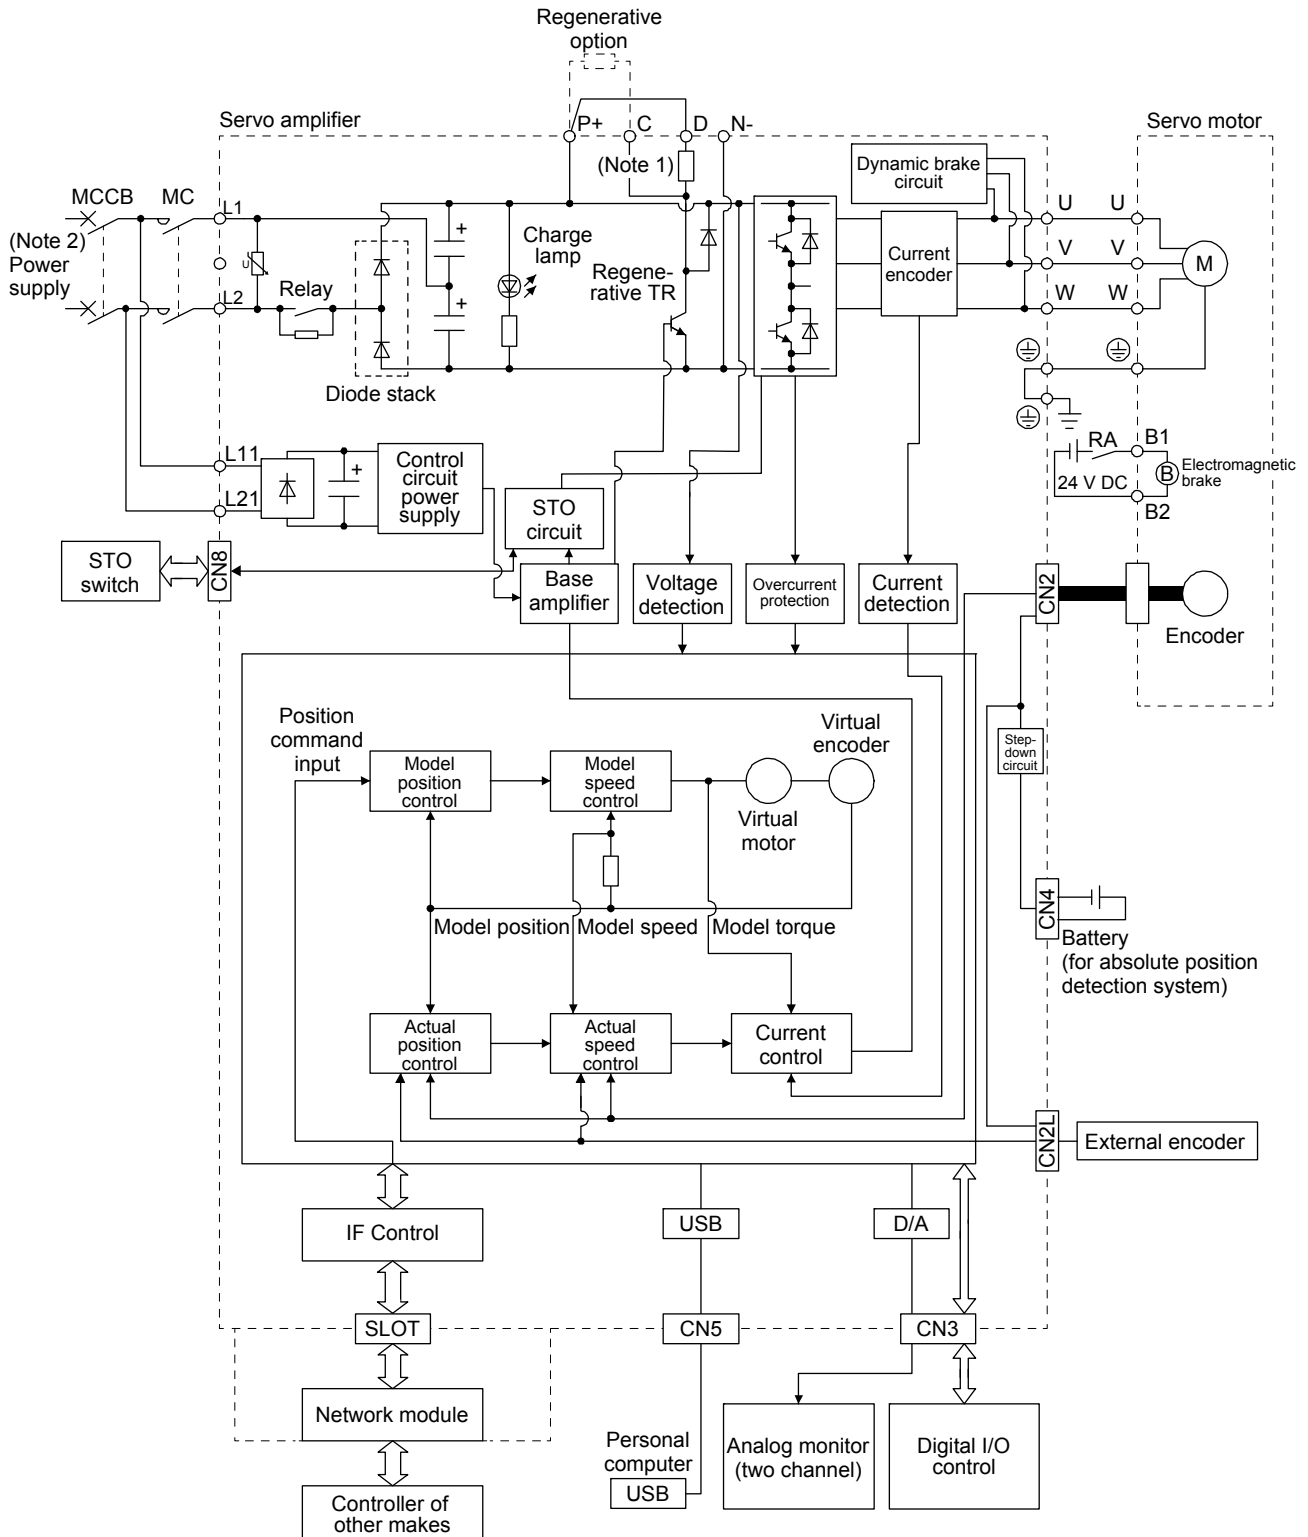 Regenerative
option
Servo amplifier
P+
C
D
N-
Servo motor
(Note 1)
Dynamic brake
circuit
MCCB
MC
L1
U
U
(Note 2)
Power
supply
U
Charge
lamp
Current
encoder
V
V
M
Regene-
rative TR
L2
Relay
W
W
Diode stack
L11
L21
Control
circuit
power
supply
STO
circuit
RA
B1
24 V DC
B
Electromagnetic
brake
B2
STO
switch
CN8
Base
amplifier
Voltage
detection
Overcurrent
protection
Current
detection
CN2
Encoder
Position
command
input
Virtual
encoder
Step-
down
circuit
Model
position
control
Model
speed
control
Virtual
motor
CN4
Model position
Model speed
Model torque
Battery
(for absolute position
detection system)
Actual
position
control
Actual
speed
control
Current
control
CN2L
External encoder
IF Control
USB
D/A
SLOT
CN5
CN3
Network module
Personal
computer
USB
Analog monitor
(two channel)
Digital I/O
control
Controller of
other makes